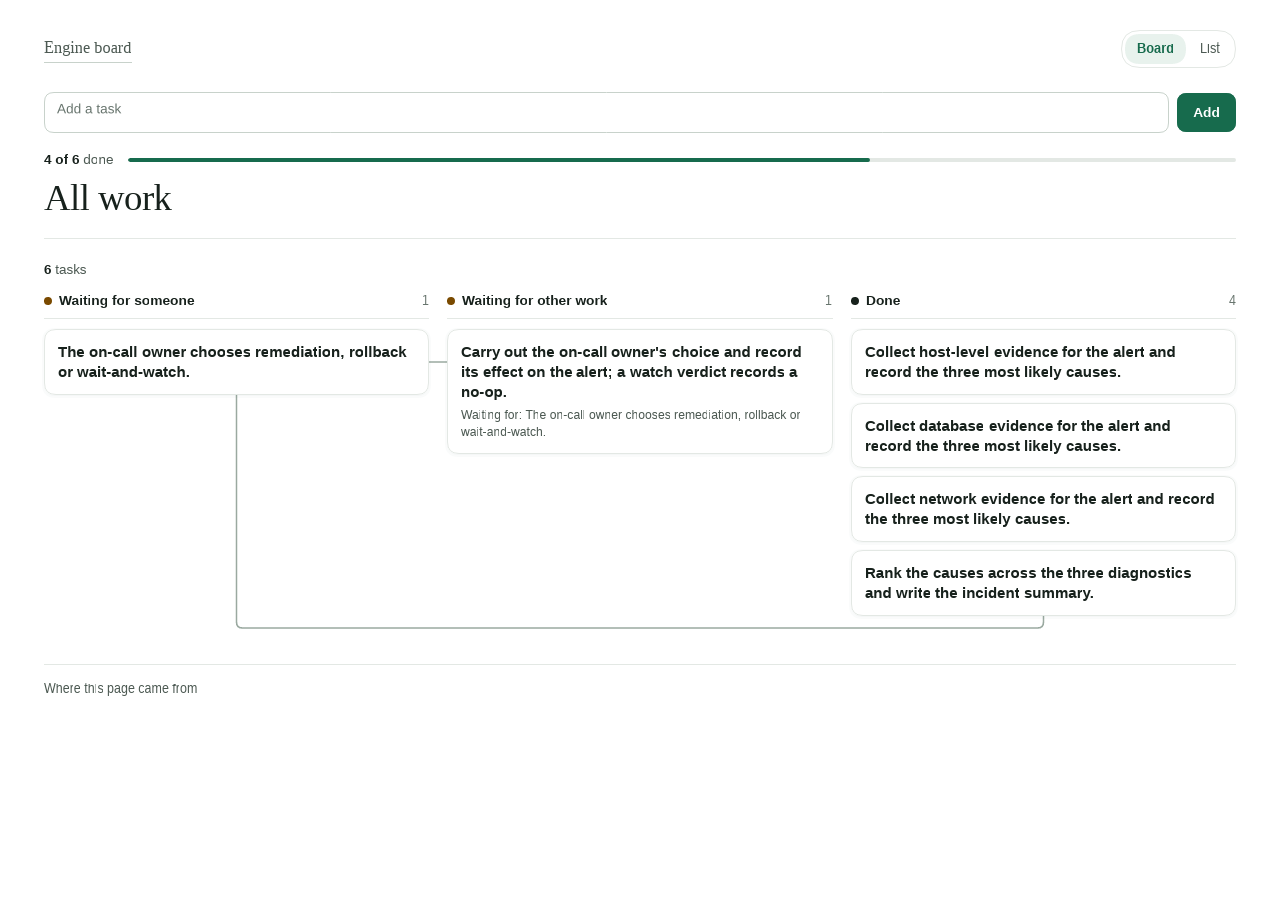 Engine board
Board
List
Add a task
Add
4 of 6 done
All work
6 tasks
Waiting for someone
1
The on-call owner chooses remediation, rollback
or wait-and-watch.
Waiting for other work
1
Carry out the on-call owner's choice and record
its effect on the alert; a watch verdict records a
no-op.
Waiting for: The on-call owner chooses remediation, rollback or
wait-and-watch.
Done
4
Collect host-level evidence for the alert and
record the three most likely causes.
Collect database evidence for the alert and
record the three most likely causes.
Collect network evidence for the alert and record
the three most likely causes.
Rank the causes across the three diagnostics
and write the incident summary.
Where this page came from